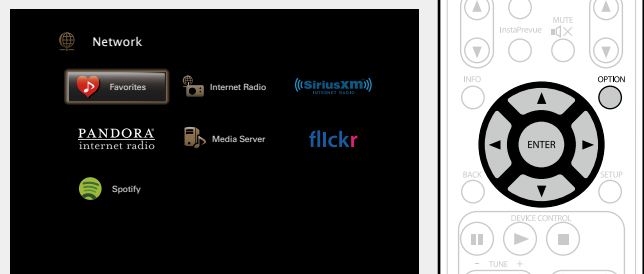 Network
Favorites
Internet Radio
((SiriusXM))
INTERNET RADIO
PANDORA®
internet radio
Media Server
flickr
Spotify
InstaPrevue
MUTE
INFO
OPTION
ENTER
BACK
SETUP
DEVICE CONTROL
- TUNE +